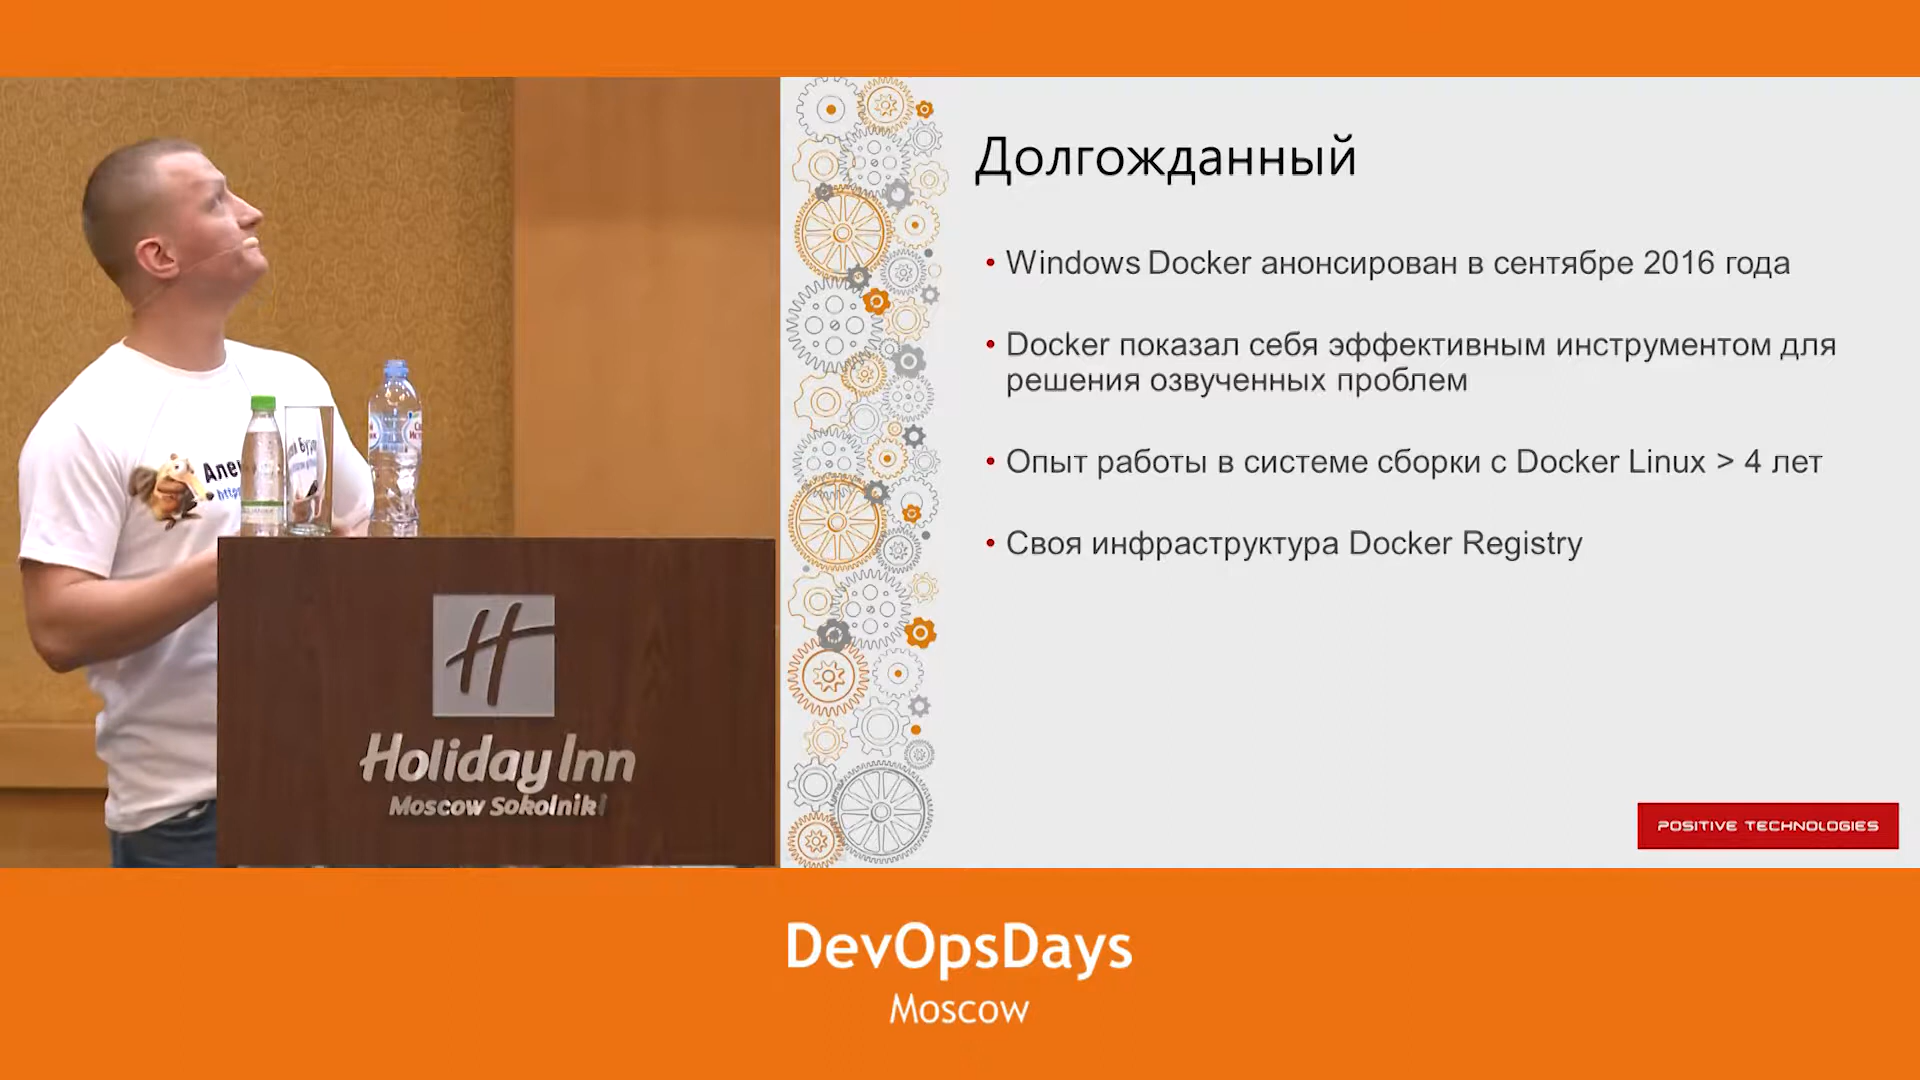 Долгожданный
• Windows Docker анонсирован в сентябре 2016 года
• Docker показал себя эффективным инструментом для
решения озвученных проблем
• Опыт работы в системе сборки с Docker Linux > 4 лет
• Своя инфраструктура Docker Registry
POSITIVE TECHNOLOGIES
Holiday Inn
Moscow Sokolniki
DevOpsDays
Moscow